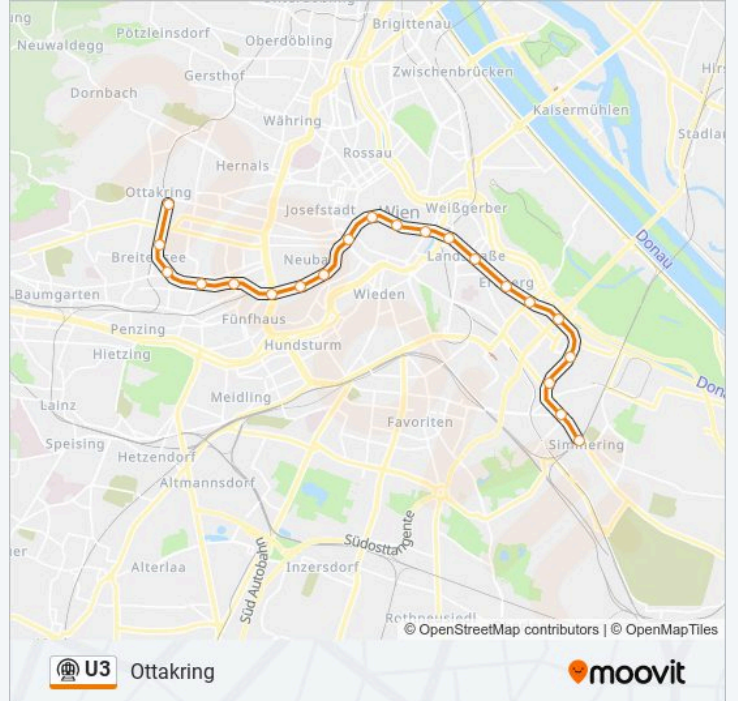 Brigittenau
Pötzleinsdorf
Oberdöbling
Neuwaldegg
Gersthof
Zwischenbrücken
Dornbach
Kaisermühlen
Währing
Stadlau
Rossau
Hernals
Ottakring
Josefstadt
Wien
Weißgerber
Donau
Breitensee
Neubau
Landstraße
Erdberg
Baumgarten
Wieden
Fünfhaus
Penzing
Hundsturm
Hietzing
Meidling
Lainz
Favoriten
Speising
Simmering
Hetzendorf
Altmannsdorf
Südosttangente
Süd Autobahn
Alterlaa
Inzersdorf
Rothneusiedl
© OpenStreetMap contributors | © OpenMapTiles
U3 Ottakring
moovit